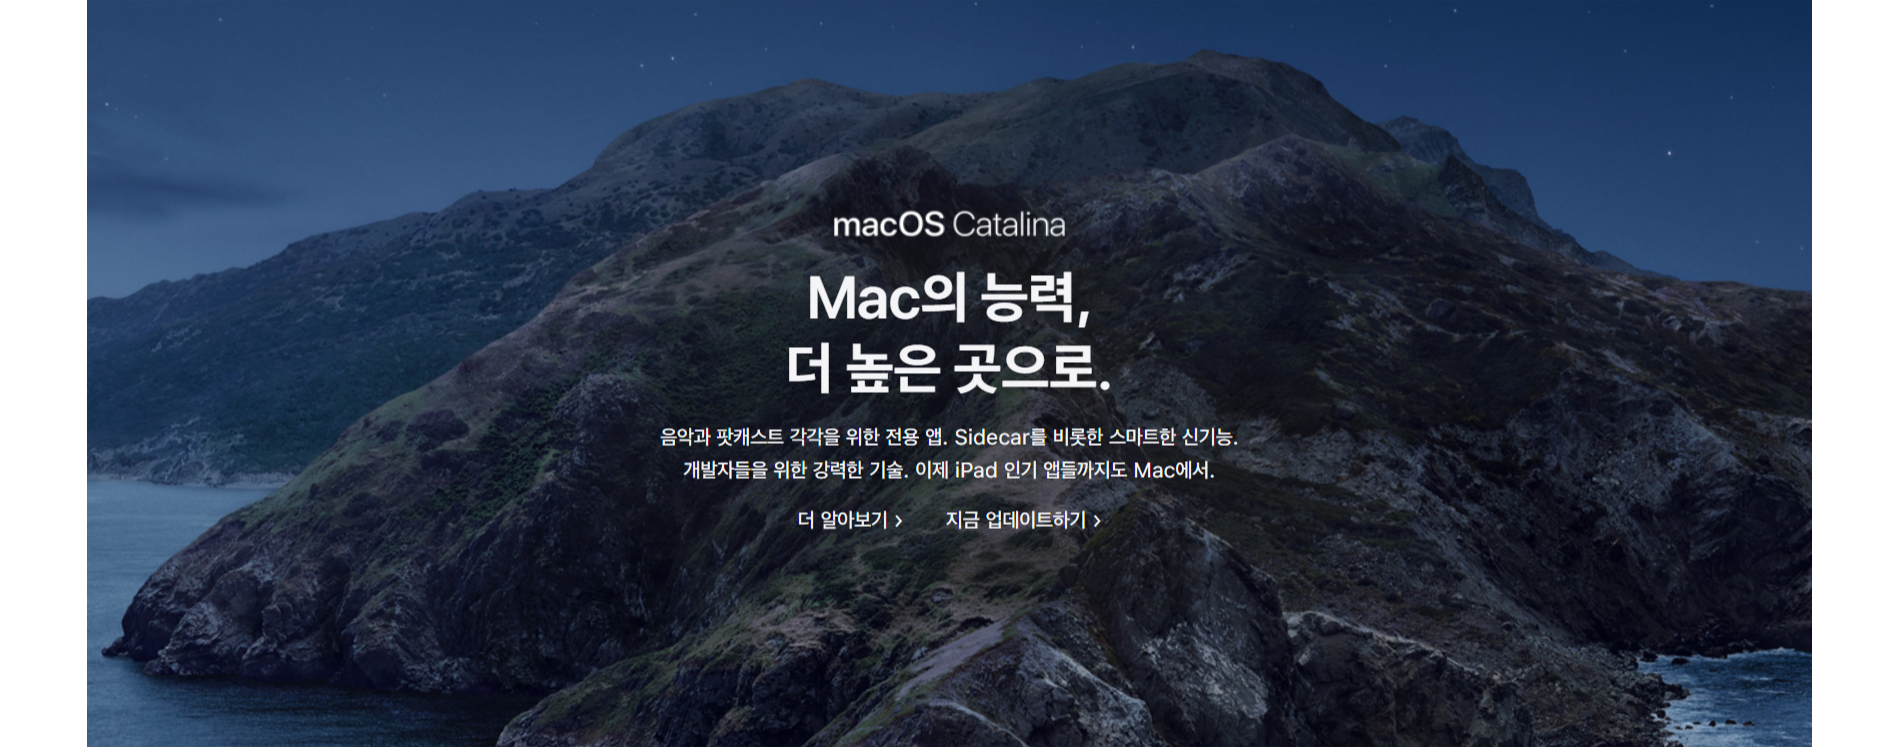 macOS Catalina
Mac의 능력,
더 높은 곳으로.
음악과 팟캐스트 각각을 위한 전용 앱. Sidecar를 비롯한 스마트한 신기능.
개발자들을 위한 강력한 기술. 이제 iPad 인기 앱들까지도 Mac에서.
더 알아보기 > 지금 업데이트하기 >